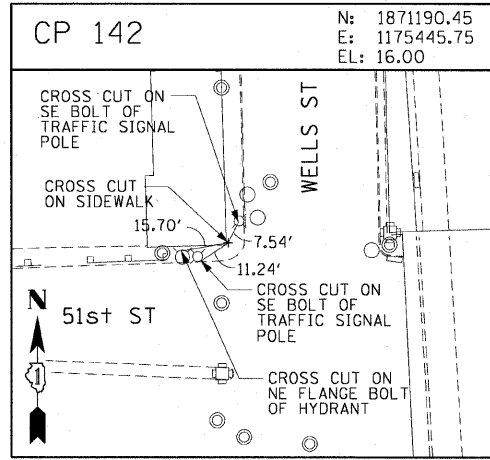 CP 142
N: 1871190.45
E: 1175445.75
EL: 16.00
CROSS CUT ON
SE BOLT OF
TRAFFIC SIGNAL
POLE
WELLS ST
CROSS CUT
ON SIDEWALK
15.70'
7.54'
11.24'
CROSS CUT ON
SE BOLT OF
TRAFFIC SIGNAL
POLE
N
51st ST
1
CROSS CUT ON
NE FLANGE BOLT
OF HYDRANT